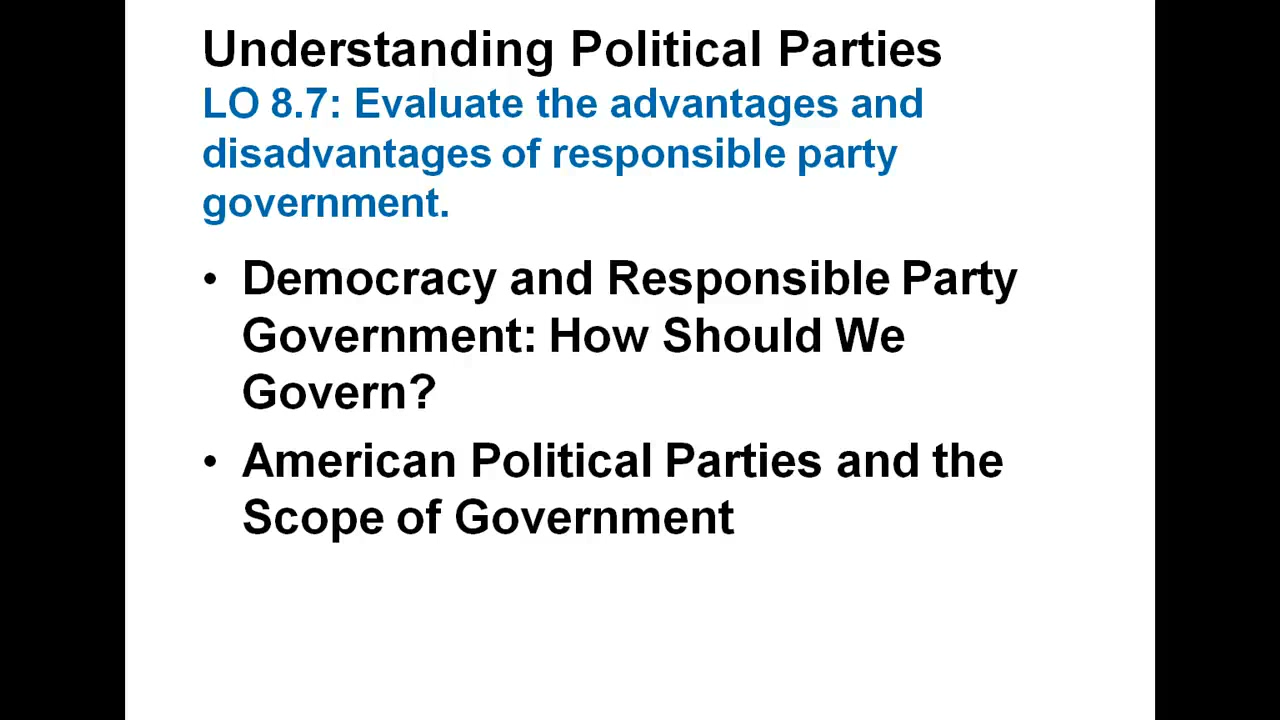 Understanding Political Parties
LO 8.7: Evaluate the advantages and
disadvantages of responsible party
government.
• Democracy and Responsible Party
Government: How Should We
Govern?
• American Political Parties and the
Scope of Government